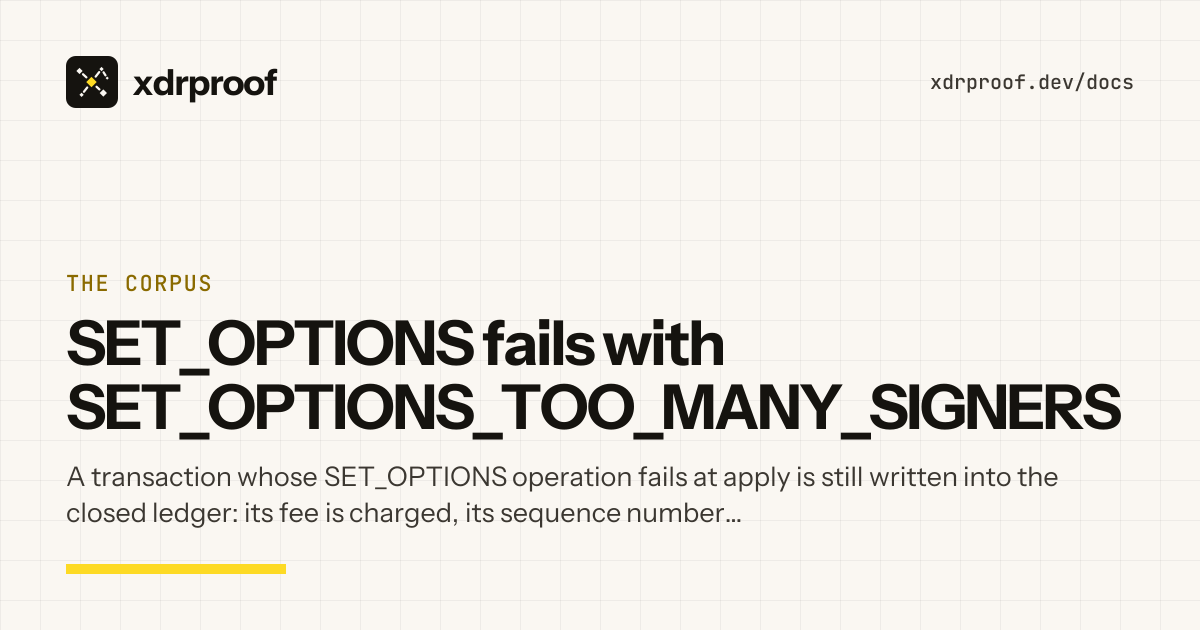 xdrproof
xdrproof.dev/docs
THE CORPUS
SET_OPTIONS fails with
SET_OPTIONS_TOO_MANY_SIGNERS
A transaction whose SET_OPTIONS operation fails at apply is still written into the
closed ledger: its fee is charged, its sequence number…